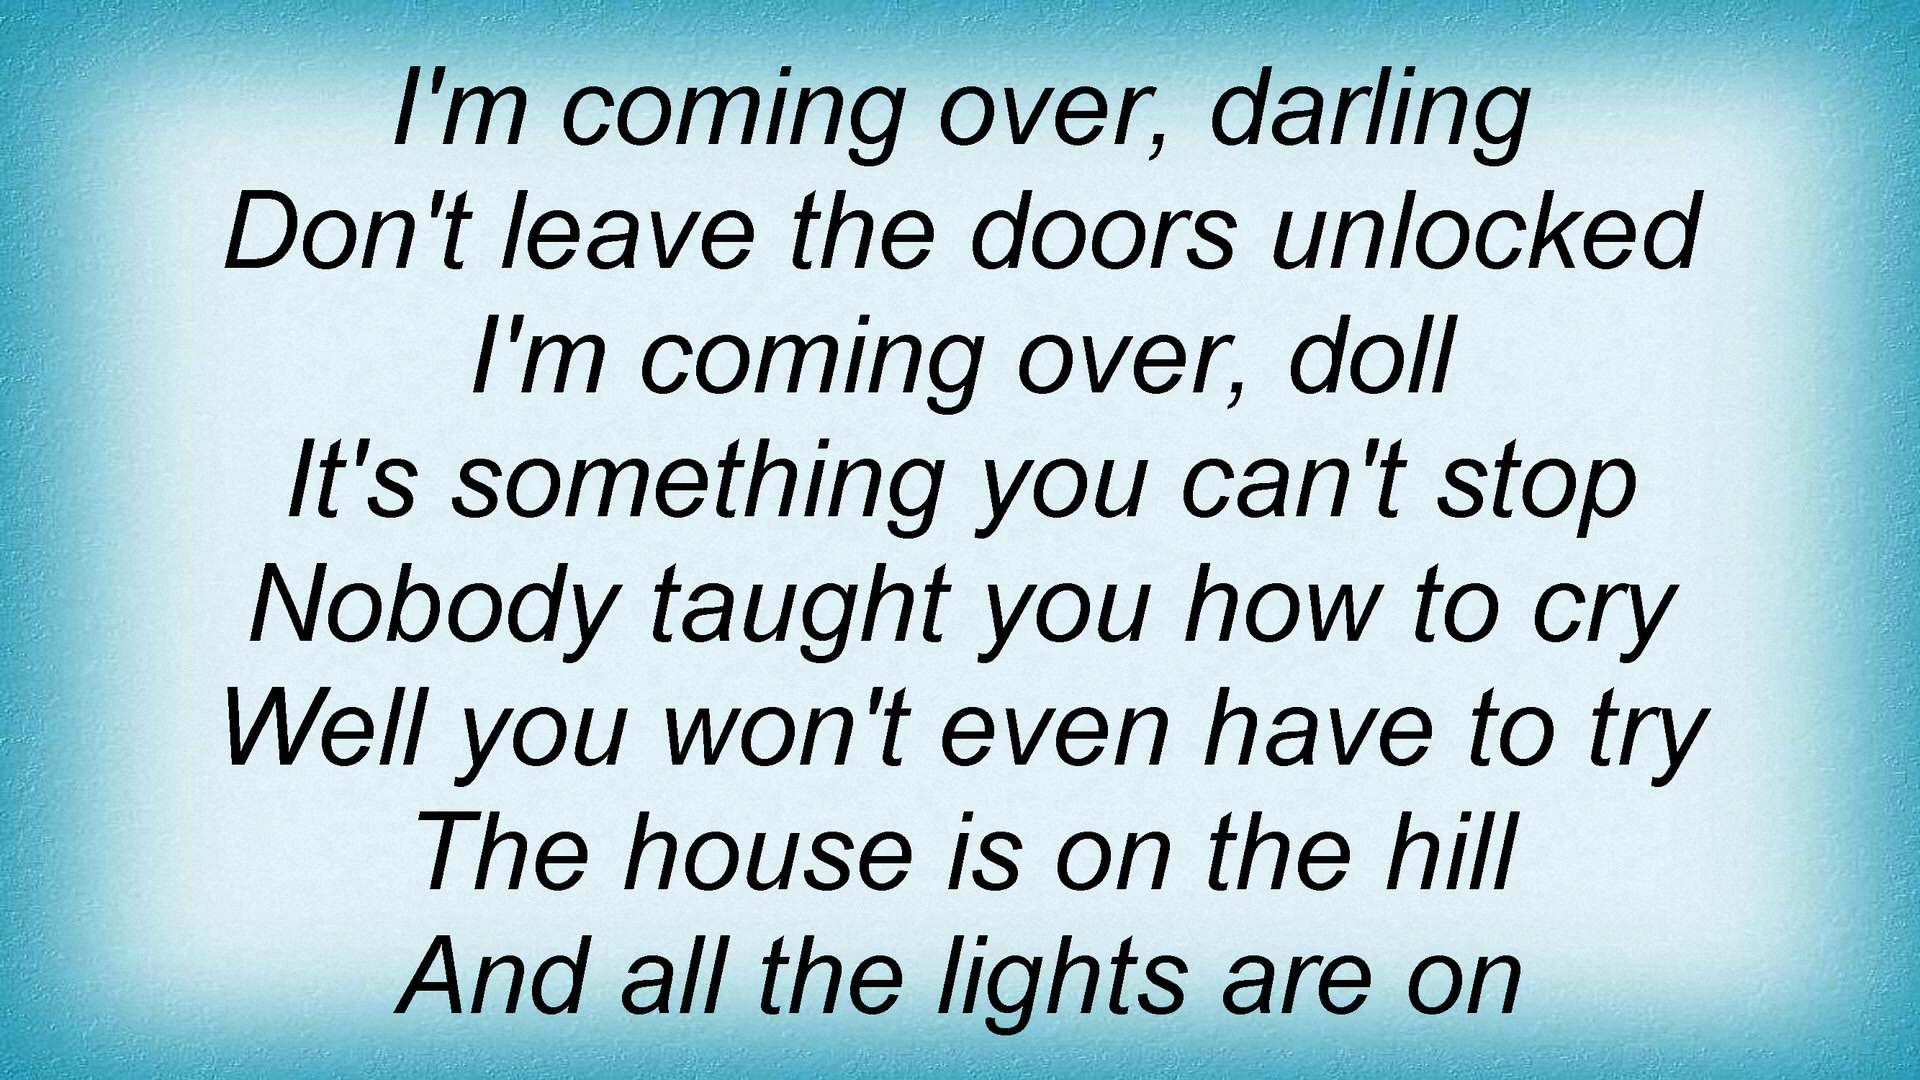 I'm coming over, darling
Don't leave the doors unlocked
I'm coming over, doll
It's something you can't stop
Nobody taught you how to cry
Well you won't even have to try
The house is on the hill
And all the lights are on